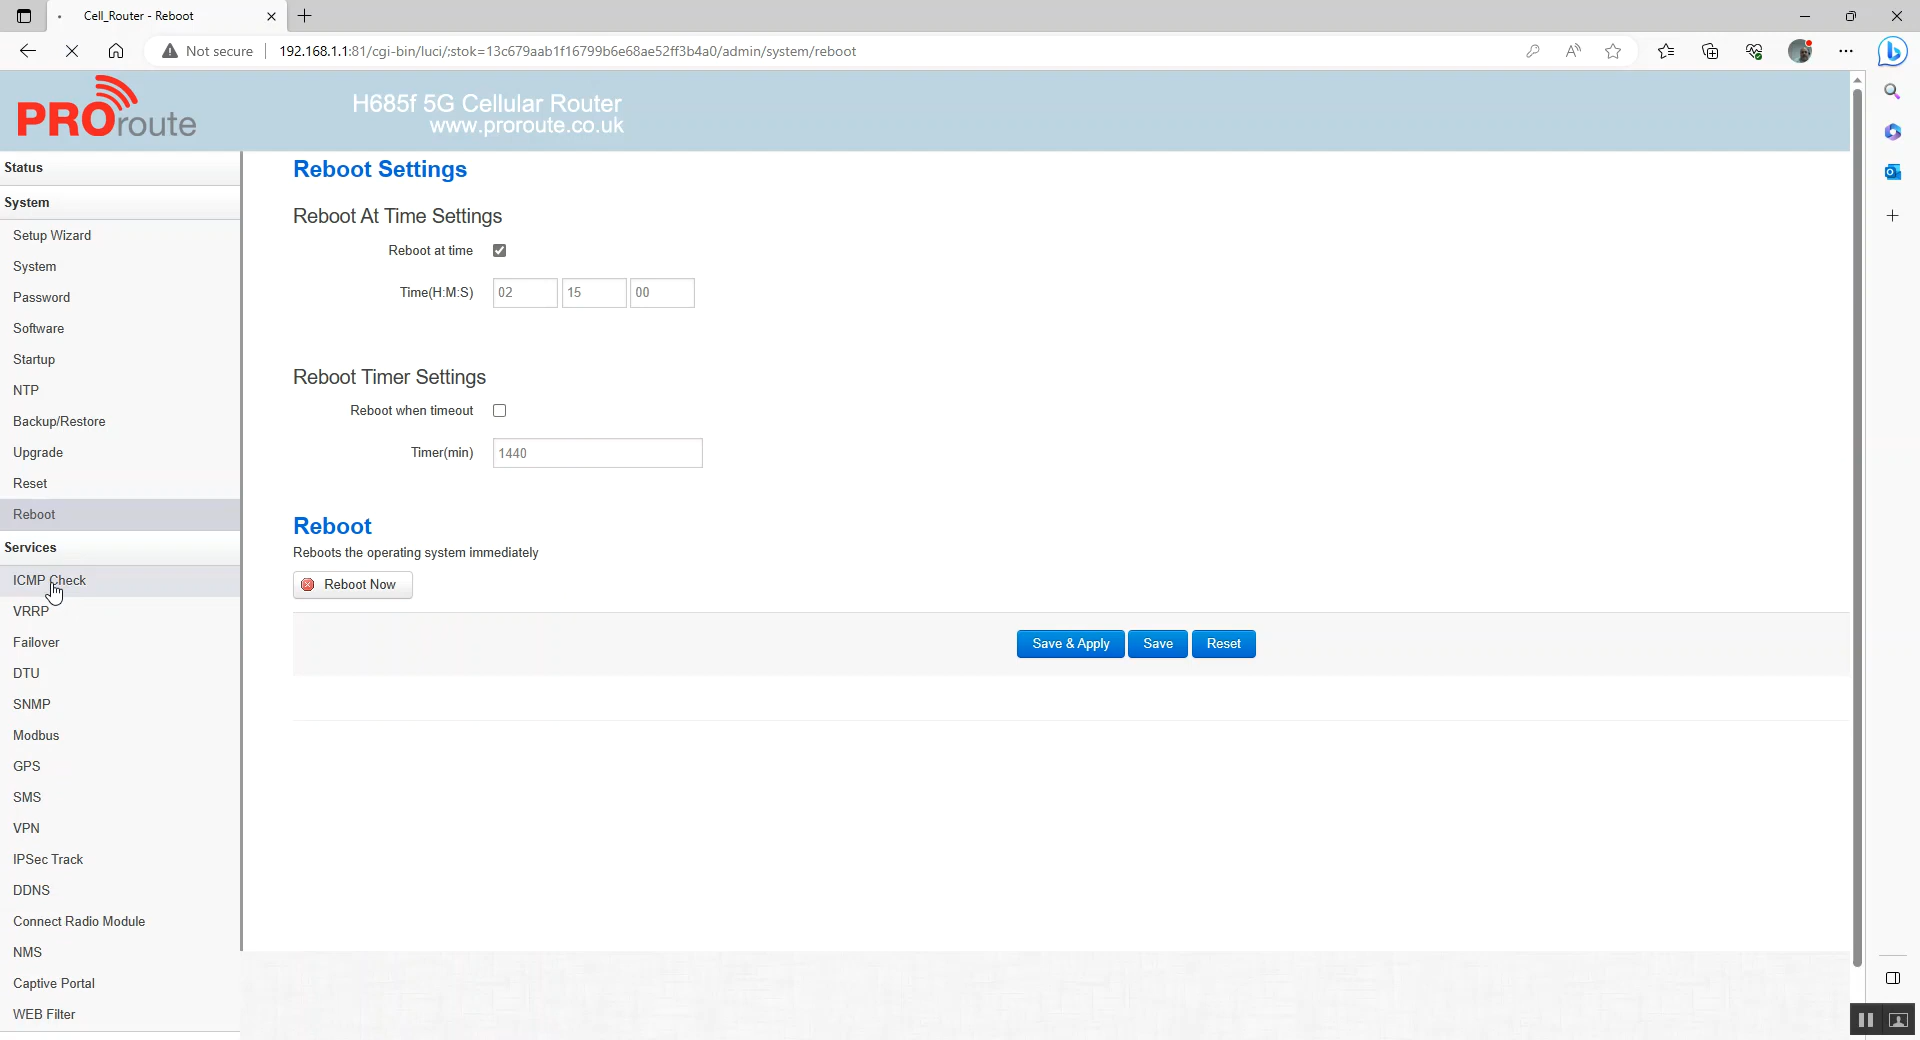 Cell_Router - Reboot
Not secure
192.168.1.1:81/cgi-bin/luci/;stok=13c679aab1f16799b6e68ae52ff3b4a0/admin/system/reboot
PROroute
H685f 5G Cellular Router
www.proroute.co.uk
Status
System
Setup Wizard
System
Password
Software
Startup
NTP
Backup/Restore
Upgrade
Reset
Reboot
Services
ICMP Check
VRRP
Failover
DTU
SNMP
Modbus
GPS
SMS
VPN
IPSec Track
DDNS
Connect Radio Module
NMS
Captive Portal
WEB Filter
Reboot Settings
Reboot At Time Settings
Reboot at time
Time(H:M:S) 02 15 00
Reboot Timer Settings
Reboot when timeout
Timer(min) 1440
Reboot
Reboots the operating system immediately
Reboot Now
Save & Apply Save Reset